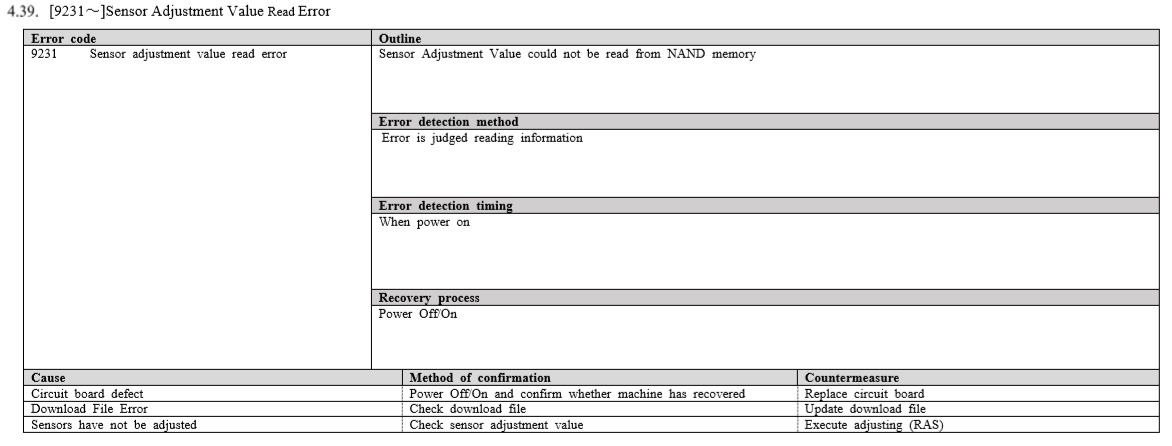 4.39. [9231～]Sensor Adjustment Value Read Error
Error code
Outline
9231 Sensor adjustment value read error
Sensor Adjustment Value could not be read from NAND memory
Error detection method
Error is judged reading information
Error detection timing
When power on
Recovery process
Power Off/On
Cause Method of confirmation Countermeasure
Circuit board defect Power Off/On and confirm whether machine has recovered Replace circuit board
Download File Error Check download file Update download file
Sensors have not be adjusted Check sensor adjustment value Execute adjusting (RAS)